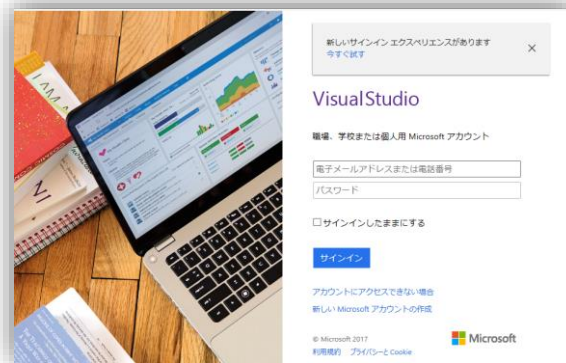 新しいサインイン エクスペリエンスがあります
今すぐ試す
Visual Studio
職場、学校または個人用 Microsoft アカウント
電子メールアドレスまたは電話番号
パスワード
サインインしたままにする
サインイン
アカウントにアクセスできない場合
新しい Microsoft アカウントの作成
© Microsoft 2017
利用規約 プライバシーと Cookie
Microsoft